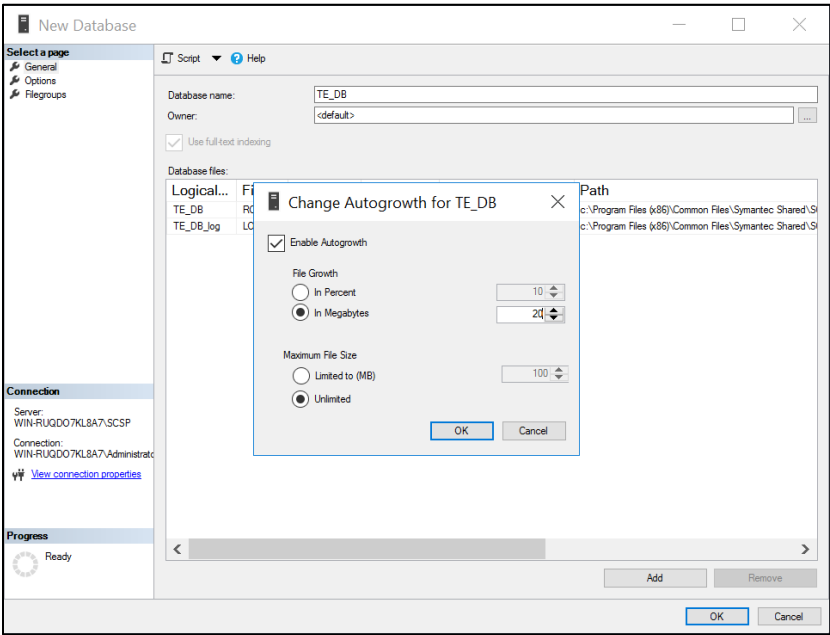 New Database
Select a page
General
Options
Filegroups
Script
Help
Database name:
TE_DB
Owner:
<default>
...
Use full-text indexing
Database files:
Logical... Fi Path
TE_DB RO c:\Program Files (x86)\Common Files\Symantec Shared\S
TE_DB_log LO c:\Program Files (x86)\Common Files\Symantec Shared\S
Change Autogrowth for TE_DB
Enable Autogrowth
File Growth
In Percent 10
In Megabytes 20
Maximum File Size
Limited to (MB) 100
Unlimited
OK Cancel
Connection
Server:
WIN-RUQDO7KL8A7\SCSP
Connection:
WIN-RUQDO7KL8A7\Administrato
View connection properties
Progress
Ready
Add Remove
OK Cancel